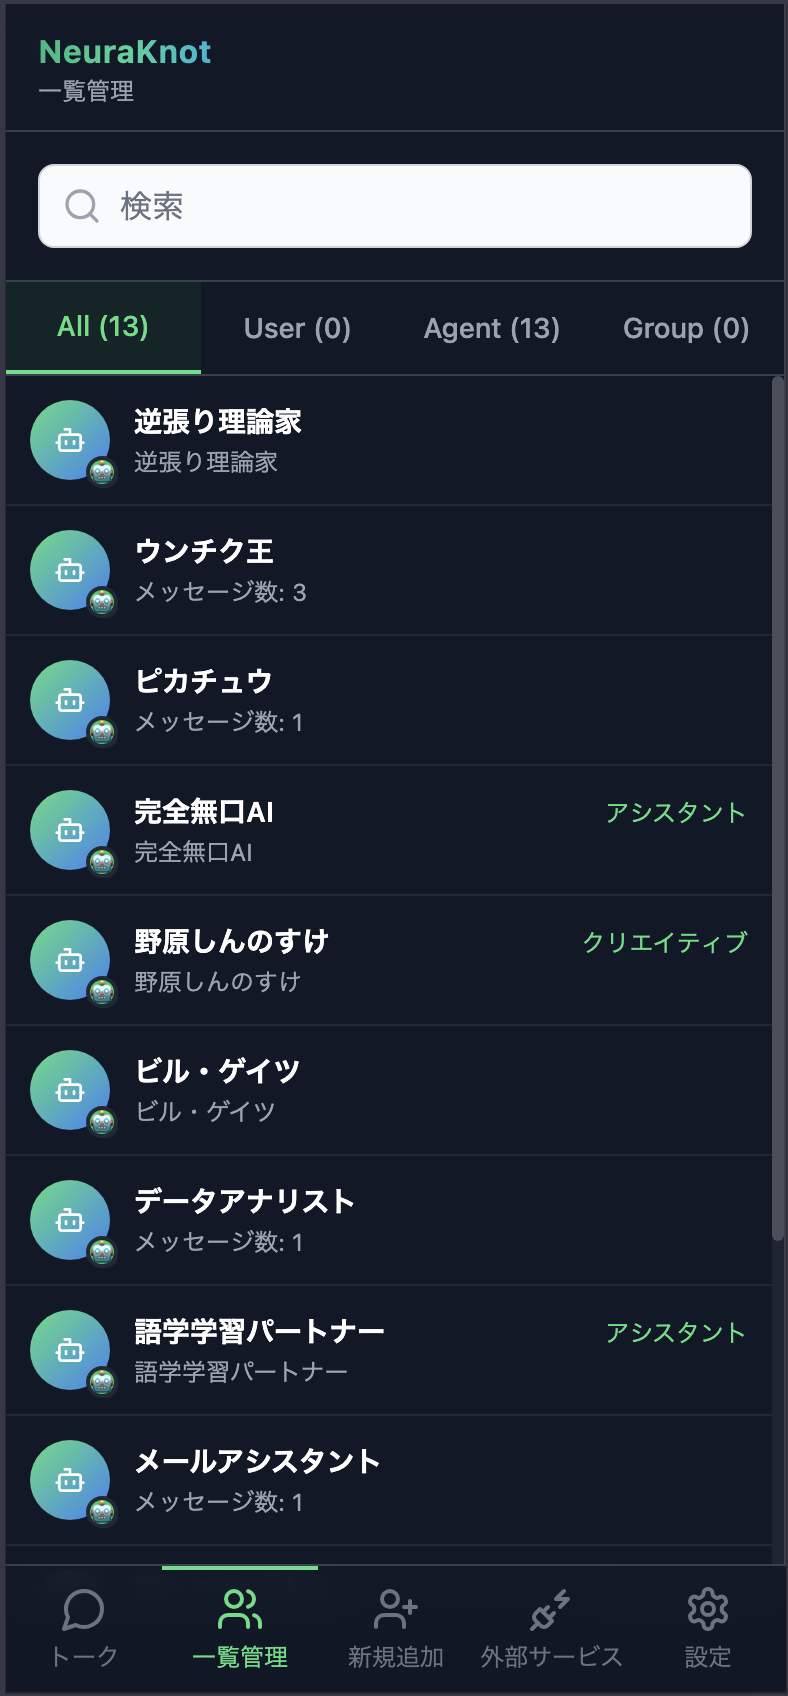 NeuraKnot
一覧管理
検索
All (13)
User (0)
Agent (13)
Group (0)
逆張り理論家
逆張り理論家
ウンチク王
メッセージ数: 3
ピカチュウ
メッセージ数: 1
完全無口AI
アシスタント
完全無口AI
野原しんのすけ
クリエイティブ
野原しんのすけ
ビル・ゲイツ
ビル・ゲイツ
データアナリスト
メッセージ数: 1
語学学習パートナー
アシスタント
語学学習パートナー
メールアシスタント
メッセージ数: 1
トーク
一覧管理
新規追加
外部サービス
設定